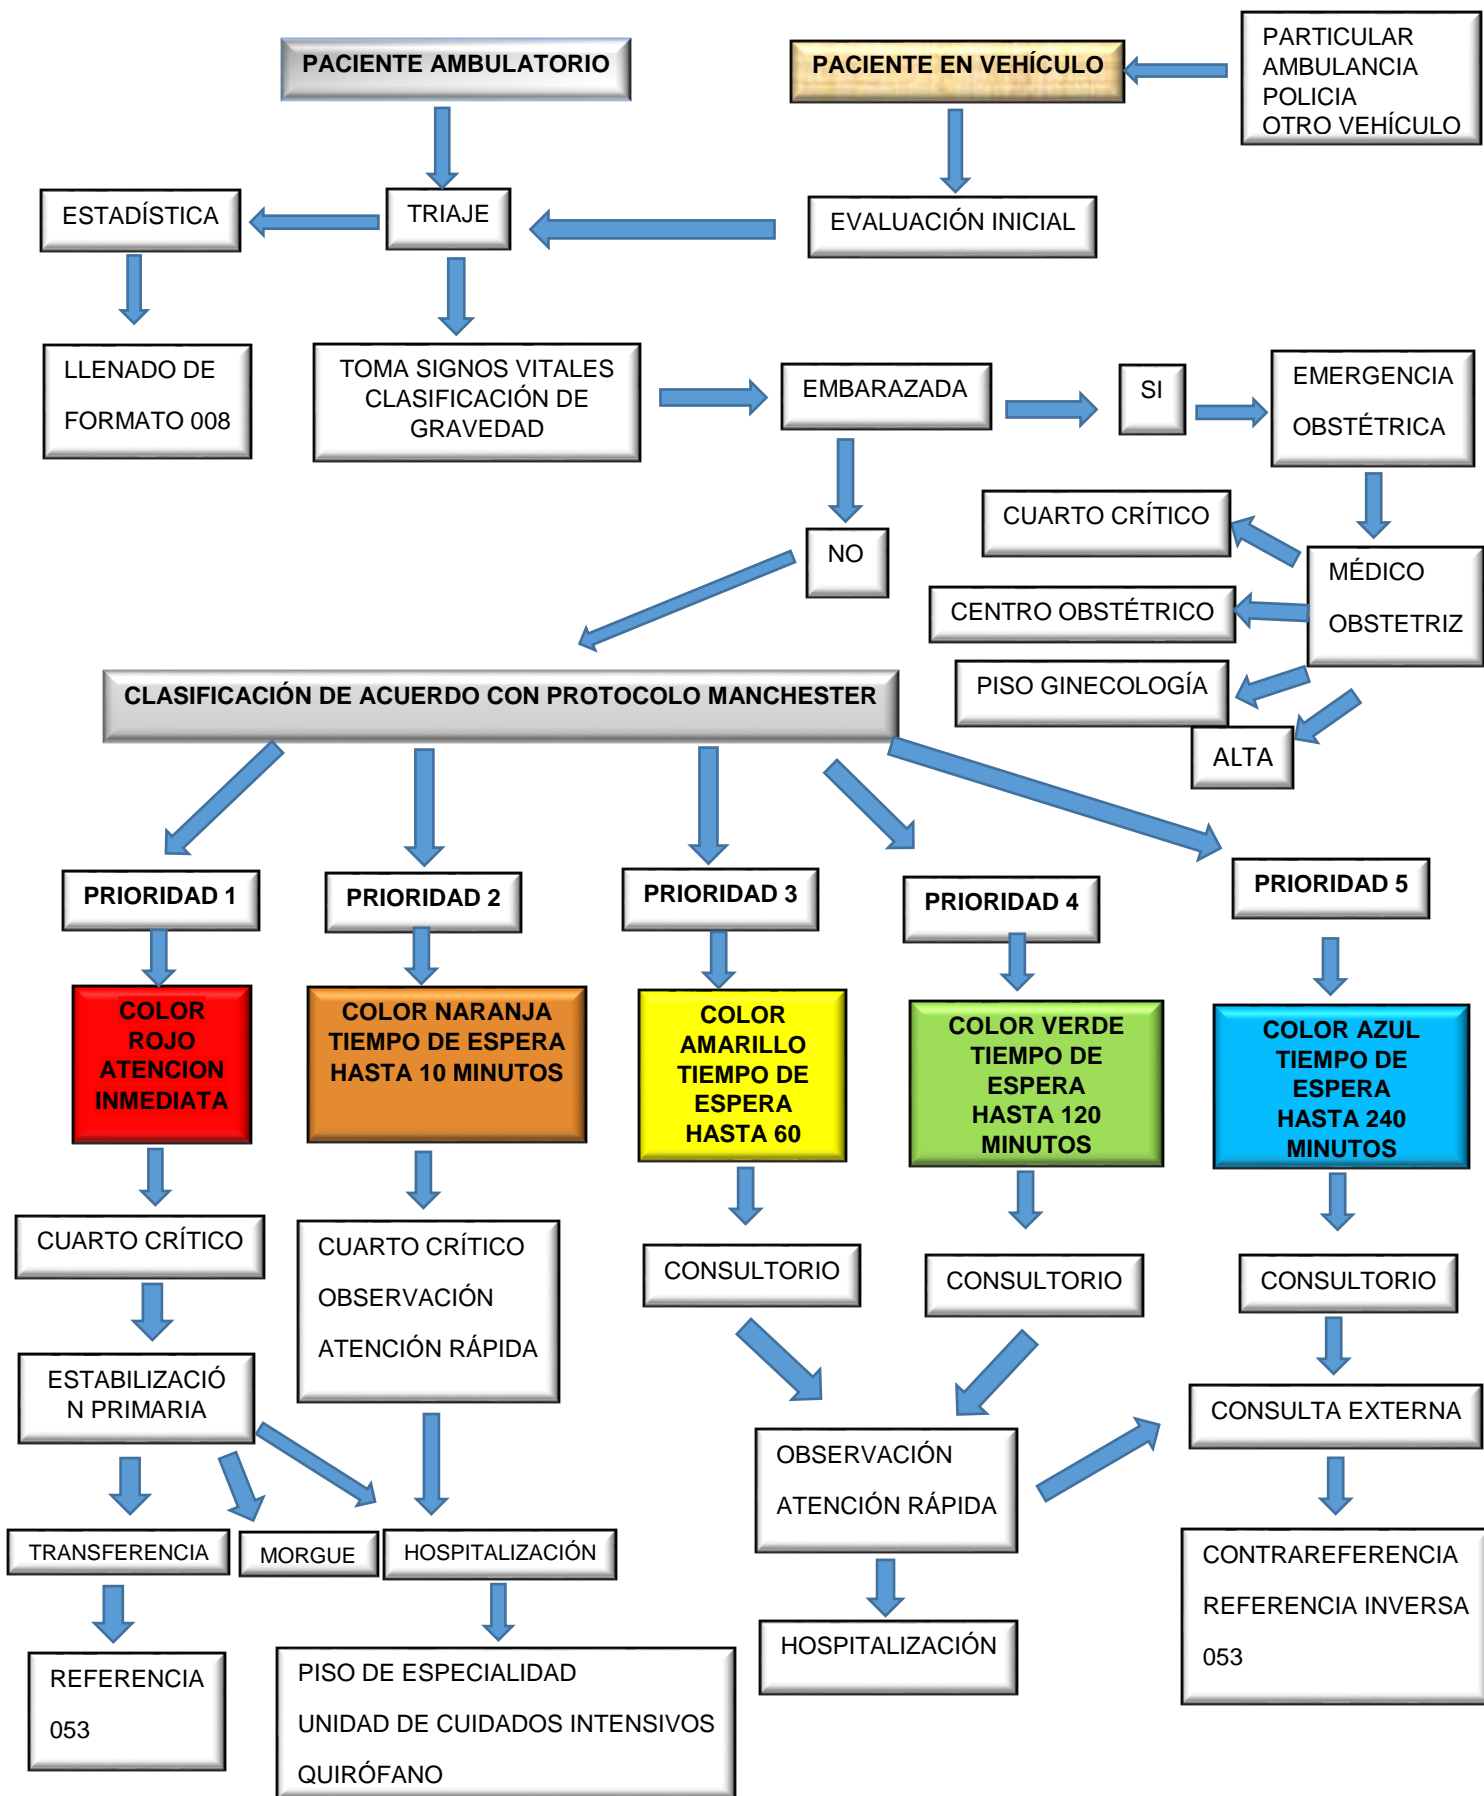 PACIENTE AMBULATORIO
PACIENTE EN VEHÍCULO
PARTICULAR
AMBULANCIA
POLICIA
OTRO VEHÍCULO
ESTADÍSTICA
TRIAJE
EVALUACIÓN INICIAL
LLENADO DE
FORMATO 008
TOMA SIGNOS VITALES
CLASIFICACIÓN DE
GRAVEDAD
EMBARAZADA
SI
EMERGENCIA
OBSTÉTRICA
NO
CUARTO CRÍTICO
MÉDICO
OBSTETRIZ
CENTRO OBSTÉTRICO
PISO GINECOLOGÍA
ALTA
CLASIFICACIÓN DE ACUERDO CON PROTOCOLO MANCHESTER
PRIORIDAD 1
PRIORIDAD 2
PRIORIDAD 3
PRIORIDAD 4
PRIORIDAD 5
COLOR
ROJO
ATENCION
INMEDIATA
COLOR NARANJA
TIEMPO DE ESPERA
HASTA 10 MINUTOS
COLOR
AMARILLO
TIEMPO DE
ESPERA
HASTA 60
COLOR VERDE
TIEMPO DE
ESPERA
HASTA 120
MINUTOS
COLOR AZUL
TIEMPO DE
ESPERA
HASTA 240
MINUTOS
CUARTO CRÍTICO
CUARTO CRÍTICO
OBSERVACIÓN
ATENCIÓN RÁPIDA
CONSULTORIO
CONSULTORIO
CONSULTORIO
ESTABILIZACIÓ
N PRIMARIA
CONSULTA EXTERNA
OBSERVACIÓN
ATENCIÓN RÁPIDA
TRANSFERENCIA
MORGUE
HOSPITALIZACIÓN
CONTRAREFERENCIA
REFERENCIA INVERSA
053
HOSPITALIZACIÓN
REFERENCIA
053
PISO DE ESPECIALIDAD
UNIDAD DE CUIDADOS INTENSIVOS
QUIRÓFANO